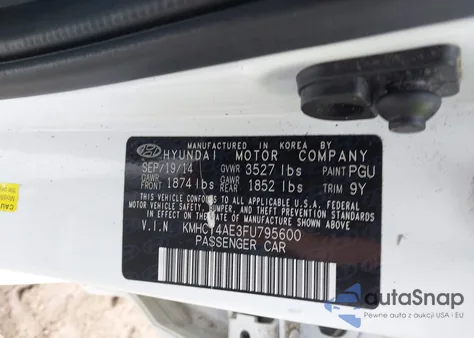 MANUFACTURED IN KOREA BY
HYUNDAI MOTOR COMPANY
SEP/19/14 GVWR 3527 lbs PAINT PGU
GAWR FRONT 1874 lbs GAWR REAR 1852 lbs TRIM 9Y
THIS VEHICLE CONFORMS TO ALL APPLICABLE U.S.A. FEDERAL
MOTOR VEHICLE SAFETY, BUMPER, AND THEFT PREVENTION
STANDARDS IN EFFECT ON THE DATE OF MANUFACTURE SHOWN ABOVE.
V.I.N KMHCT4AE3FU795600
PASSENGER CAR
autoSnap
Pewne auta z aukcji w USA i Kanadzie